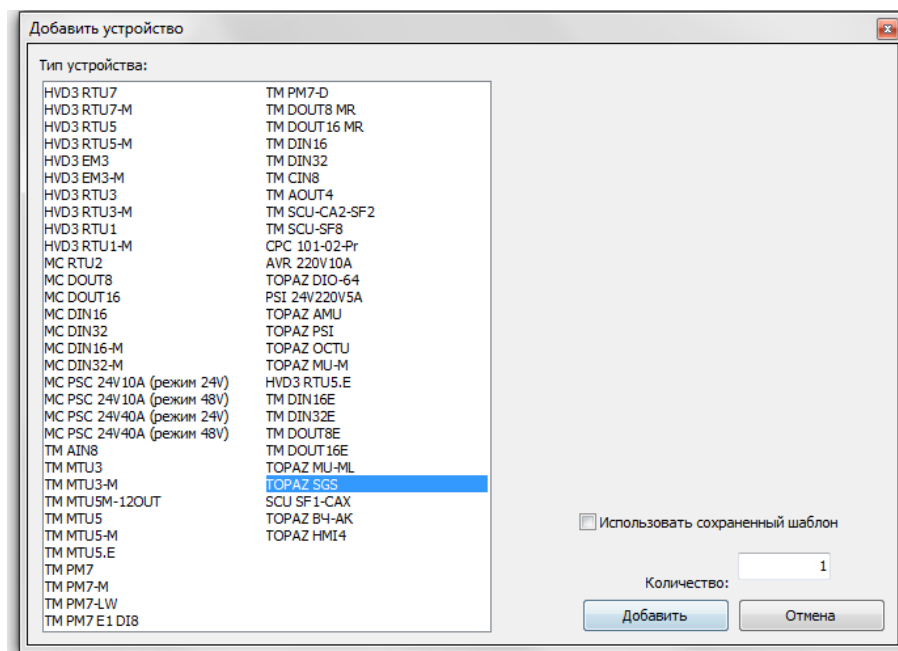 Добавить устройство
Тип устройства:
HVD3 RTU7
HVD3 RTU7-M
HVD3 RTU5
HVD3 RTU5-M
HVD3 EM3
HVD3 EM3-M
HVD3 RTU3
HVD3 RTU3-M
HVD3 RTU1
HVD3 RTU1-M
MC RTU2
MC DOUT8
MC DOUT16
MC DIN16
MC DIN32
MC DIN16-M
MC DIN32-M
MC PSC 24V10A (режим 24V)
MC PSC 24V10A (режим 48V)
MC PSC 24V40A (режим 24V)
MC PSC 24V40A (режим 48V)
TM AIN8
TM MTU3
TM MTU3-M
TM MTU5M-12OUT
TM MTU5
TM MTU5-M
TM MTU5.E
TM PM7
TM PM7-M
TM PM7-LW
TM PM7 E1 DI8
TM PM7-D
TM DOUT8 MR
TM DOUT16 MR
TM DIN16
TM DIN32
TM CIN8
TM AOUT4
TM SCU-CA2-SF2
TM SCU-SF8
CPC 101-02-Pr
AVR 220V10A
TOPAZ DIO-64
PSI 24V220V5A
TOPAZ AMU
TOPAZ PSI
TOPAZ OCTU
TOPAZ MU-M
HVD3 RTU5.E
TM DIN16E
TM DIN32E
TM DOUT8E
TM DOUT16E
TOPAZ MU-ML
TOPAZ SGS
SCU SF1-CAX
TOPAZ ВЧ-АК
TOPAZ HMI4
Использовать сохраненный шаблон
Количество: 1
Добавить Отмена